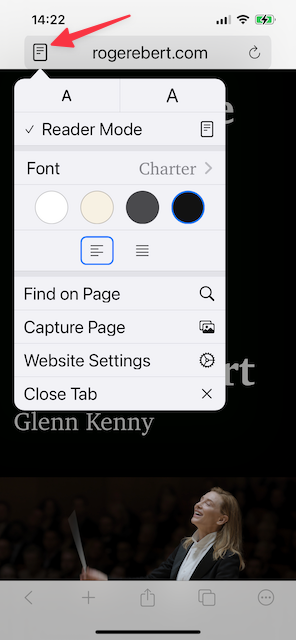 14:22
rogerebert.com
A A
Reader Mode
Font Charter
Find on Page
Capture Page
Website Settings
Close Tab
Glenn Kenny